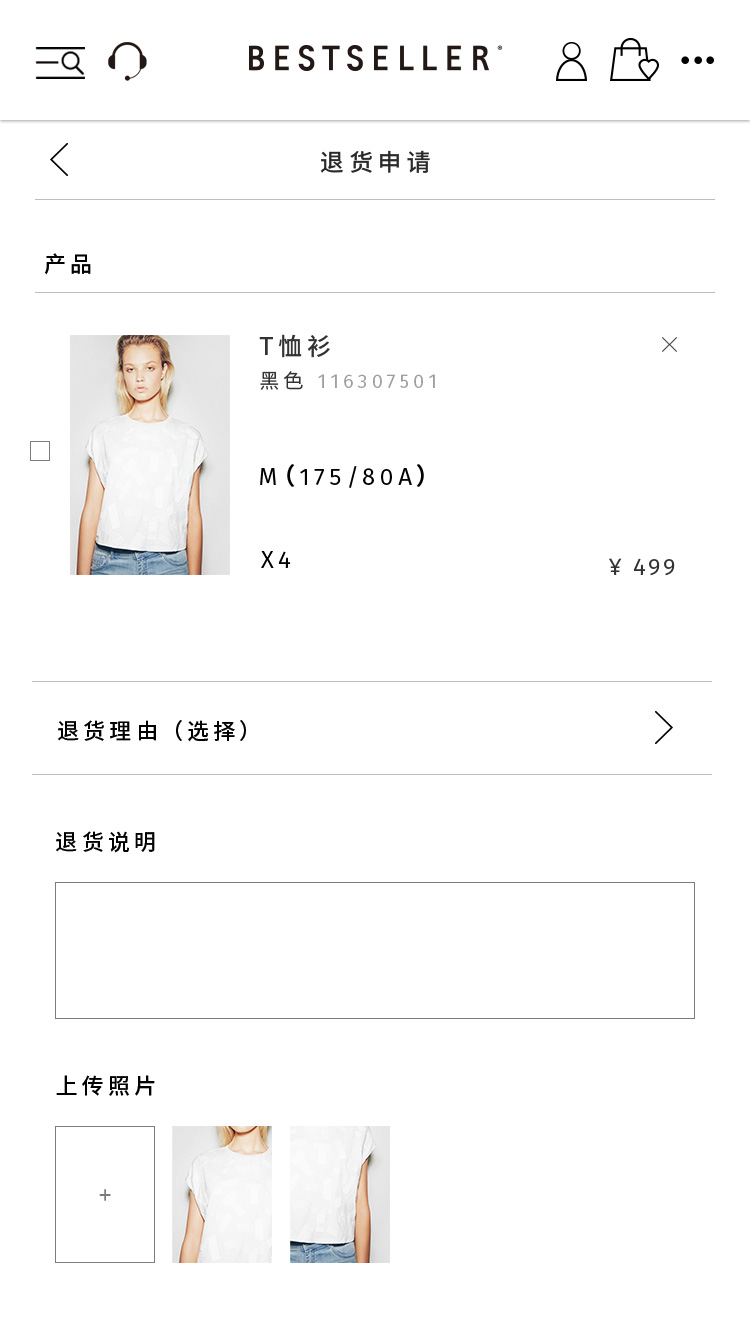 BESTSELLER
退货申请
产品
T恤衫
黑色 116307501
M(175/80A)
X4
¥ 499
退货理由（选择）
退货说明
上传照片
+